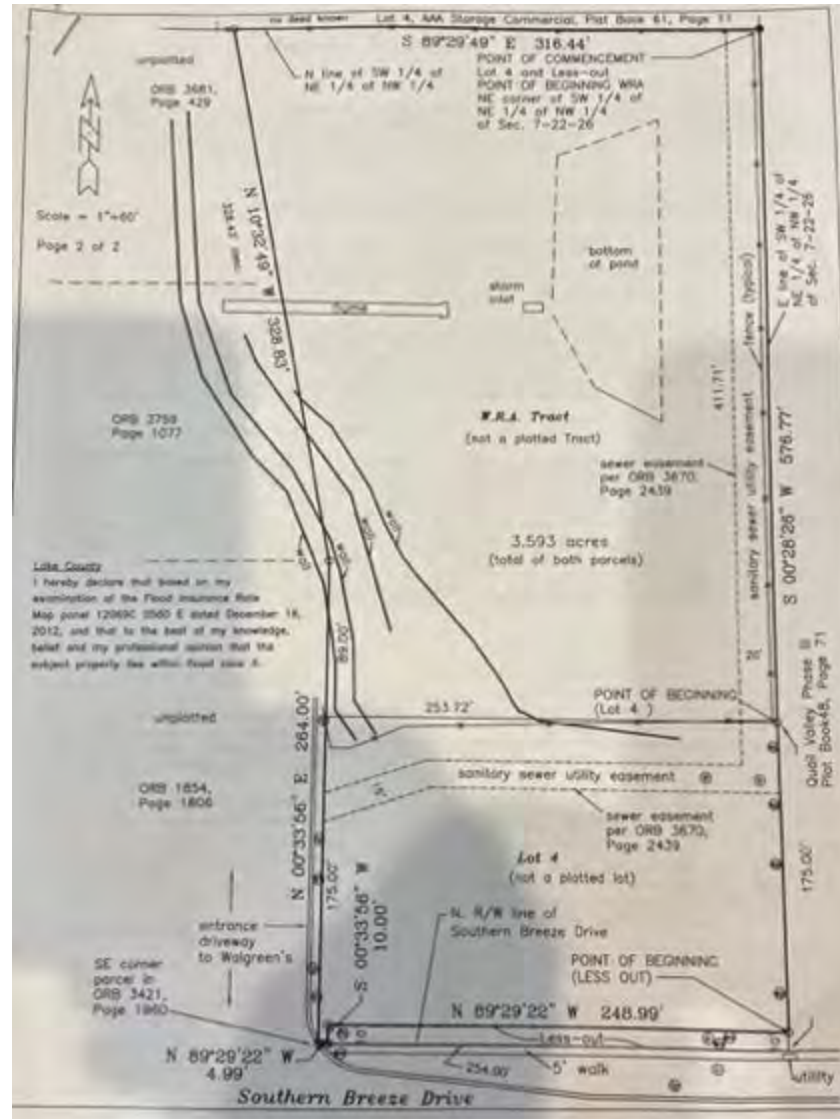 no deed known
Lot 4, AAA Storage Commercial, Plat Book 61, Page 11
S 89°29'49" E 316.44'
unplotted
N line of SW 1/4 of
NE 1/4 of NW 1/4
POINT OF COMMENCEMENT
Lot 4 and Less-out
POINT OF BEGINNING WRA
NE corner of SW 1/4 of
NE 1/4 of NW 1/4
of Sec. 7-22-26
ORB 3681,
Page 429
N
Scale = 1"=60'
Page 2 of 2
N 10°32'49" W 328.83'
bottom
of pond
storm
inlet
flume
fence (typical)
E line of SW 1/4 of
NE 1/4 of NW 1/4
of Sec. 7-22-26
411.71'
sanitary sewer utility easement
S 00°28'26" W 576.77'
ORB 2759
Page 1077
W.R.A. Tract
(not a plotted Tract)
sewer easement
per ORB 3670,
Page 2439
3.593 acres
(total of both parcels)
wall
wall
wall
wall
Lake County
I hereby declare that based on my
examination of the Flood Insurance Rate
Map panel 12069C 0560 E dated December 18,
2012, and that to the best of my knowledge,
belief and my professional opinion that the
subject property lies within flood zone X.
89.00'
253.72'
POINT OF BEGINNING
(Lot 4 )
Quail Valley Phase III
Plat Book48, Page 71
unplotted
N 00°33'56" E 264.00'
sanitary sewer utility easement
15'
ORB 1854,
Page 1806
sewer easement
per ORB 3670,
Page 2439
Lot 4
(not a plotted lot)
175.00'
175.00'
S 00°33'56" W
10.00'
entrance
driveway
to Walgreen's
N. R/W line of
Southern Breeze Drive
SE corner
parcel in
ORB 3421,
Page 1960
POINT OF BEGINNING
(LESS OUT)
N 89°29'22" W 248.99'
Less-out
N 89°29'22" W
4.99'
254.00'
5' walk
utility
Southern Breeze Drive